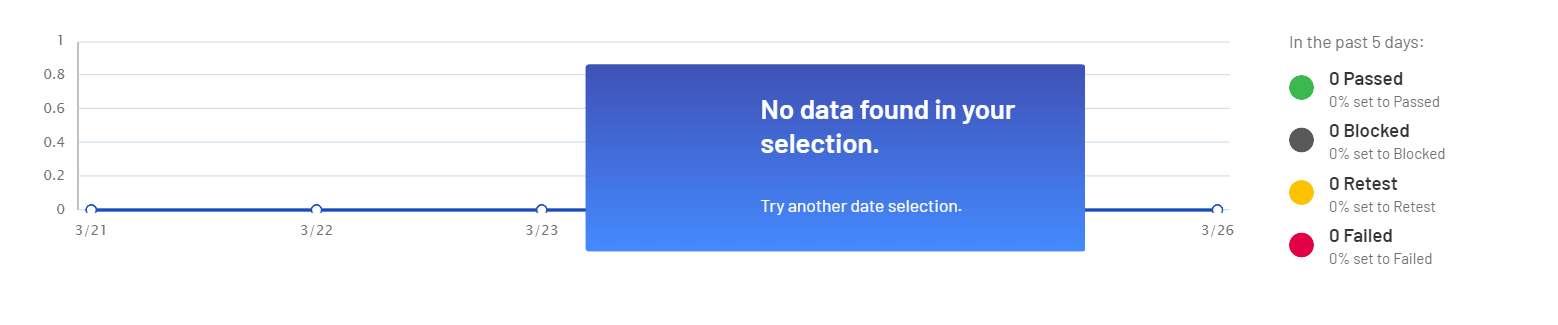 1
0.8
0.6
0.4
0.2
0
3/21
3/22
3/23
3/26
No data found in your
selection.
Try another date selection.
In the past 5 days:
0 Passed
0% set to Passed
0 Blocked
0% set to Blocked
0 Retest
0% set to Retest
0 Failed
0% set to Failed